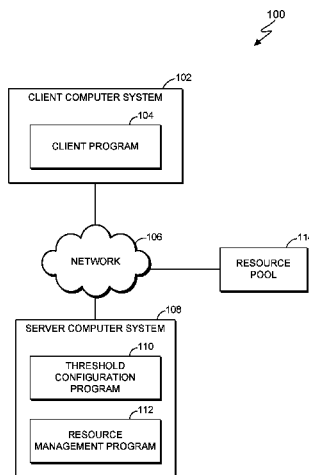 100
102
CLIENT COMPUTER SYSTEM
104
CLIENT PROGRAM
106
NETWORK
114
RESOURCE
POOL
108
SERVER COMPUTER SYSTEM
110
THRESHOLD
CONFIGURATION
PROGRAM
112
RESOURCE
MANAGEMENT PROGRAM